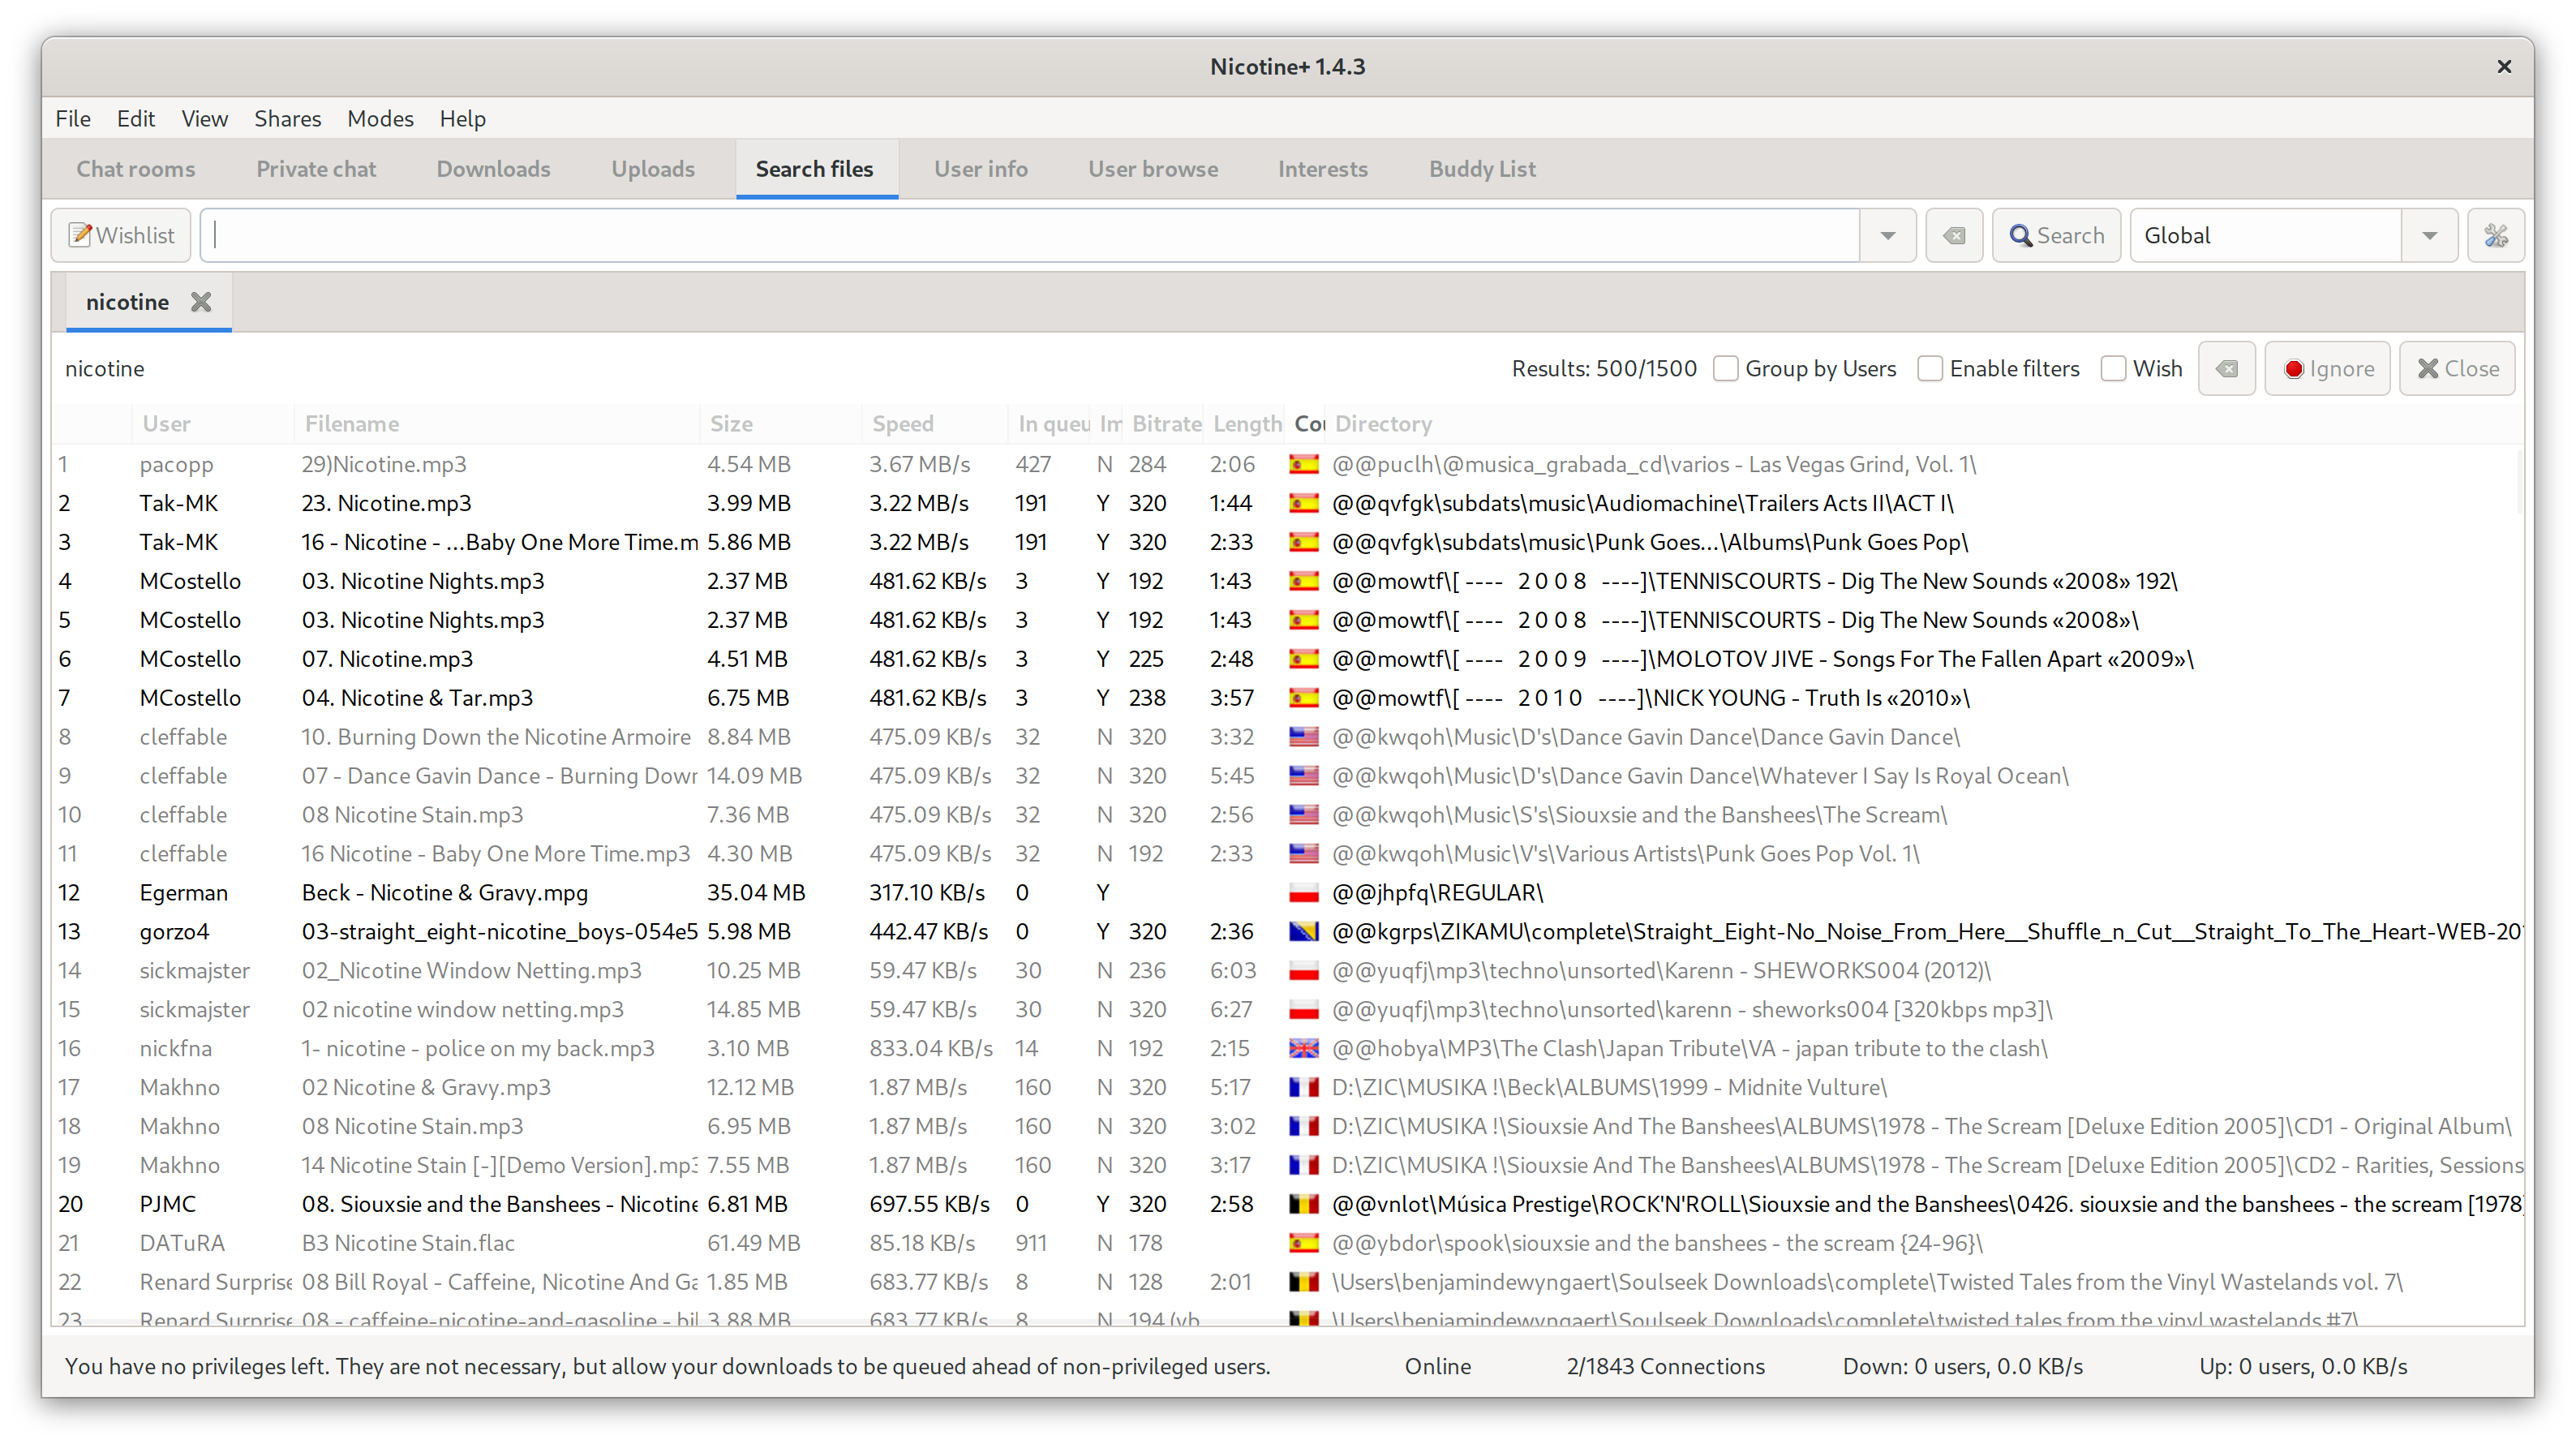 Nicotine+ 1.4.3
File Edit View Shares Modes Help
Chat rooms Private chat Downloads Uploads Search files User info User browse Interests Buddy List
Wishlist Search Global
nicotine
nicotine Results: 500/1500 Group by Users Enable filters Wish Ignore Close
User Filename Size Speed In queu Im Bitrate Length Cou Directory
1 pacopp 29)Nicotine.mp3 4.54 MB 3.67 MB/s 427 N 284 2:06 @@puclh\@musica_grabada_cd\varios - Las Vegas Grind, Vol. 1\
2 Tak-MK 23. Nicotine.mp3 3.99 MB 3.22 MB/s 191 Y 320 1:44 @@qvfgk\subdats\music\Audiomachine\Trailers Acts II\ACT I\
3 Tak-MK 16 - Nicotine - ...Baby One More Time.m 5.86 MB 3.22 MB/s 191 Y 320 2:33 @@qvfgk\subdats\music\Punk Goes...\Albums\Punk Goes Pop\
4 MCostello 03. Nicotine Nights.mp3 2.37 MB 481.62 KB/s 3 Y 192 1:43 @@mowtf\[ ---- 2 0 0 8 ----]\TENNISCOURTS - Dig The New Sounds «2008» 192\
5 MCostello 03. Nicotine Nights.mp3 2.37 MB 481.62 KB/s 3 Y 192 1:43 @@mowtf\[ ---- 2 0 0 8 ----]\TENNISCOURTS - Dig The New Sounds «2008»\
6 MCostello 07. Nicotine.mp3 4.51 MB 481.62 KB/s 3 Y 225 2:48 @@mowtf\[ ---- 2 0 0 9 ----]\MOLOTOV JIVE - Songs For The Fallen Apart «2009»\
7 MCostello 04. Nicotine & Tar.mp3 6.75 MB 481.62 KB/s 3 Y 238 3:57 @@mowtf\[ ---- 2 0 1 0 ----]\NICK YOUNG - Truth Is «2010»\
8 cleffable 10. Burning Down the Nicotine Armoire 8.84 MB 475.09 KB/s 32 N 320 3:32 @@kwqoh\Music\D's\Dance Gavin Dance\Dance Gavin Dance\
9 cleffable 07 - Dance Gavin Dance - Burning Down 14.09 MB 475.09 KB/s 32 N 320 5:45 @@kwqoh\Music\D's\Dance Gavin Dance\Whatever I Say Is Royal Ocean\
10 cleffable 08 Nicotine Stain.mp3 7.36 MB 475.09 KB/s 32 N 320 2:56 @@kwqoh\Music\S's\Siouxsie and the Banshees\The Scream\
11 cleffable 16 Nicotine - Baby One More Time.mp3 4.30 MB 475.09 KB/s 32 N 192 2:33 @@kwqoh\Music\V's\Various Artists\Punk Goes Pop Vol. 1\
12 Egerman Beck - Nicotine & Gravy.mpg 35.04 MB 317.10 KB/s 0 Y @@jhpfq\REGULAR\
13 gorzo4 03-straight_eight-nicotine_boys-054e5 5.98 MB 442.47 KB/s 0 Y 320 2:36 @@kgrps\ZIKAMU\complete\Straight_Eight-No_Noise_From_Here__Shuffle_n_Cut__Straight_To_The_Heart-WEB-20
14 sickmajster 02_Nicotine Window Netting.mp3 10.25 MB 59.47 KB/s 30 N 236 6:03 @@yuqfj\mp3\techno\unsorted\Karenn - SHEWORKS004 (2012)\
15 sickmajster 02 nicotine window netting.mp3 14.85 MB 59.47 KB/s 30 N 320 6:27 @@yuqfj\mp3\techno\unsorted\karenn - sheworks004 [320kbps mp3]\
16 nickfna 1- nicotine - police on my back.mp3 3.10 MB 833.04 KB/s 14 N 192 2:15 @@hobya\MP3\The Clash\Japan Tribute\VA - japan tribute to the clash\
17 Makhno 02 Nicotine & Gravy.mp3 12.12 MB 1.87 MB/s 160 N 320 5:17 D:\ZIC\MUSIKA !\Beck\ALBUMS\1999 - Midnite Vulture\
18 Makhno 08 Nicotine Stain.mp3 6.95 MB 1.87 MB/s 160 N 320 3:02 D:\ZIC\MUSIKA !\Siouxsie And The Banshees\ALBUMS\1978 - The Scream [Deluxe Edition 2005]\CD1 - Original Album\
19 Makhno 14 Nicotine Stain [-][Demo Version].mp3 7.55 MB 1.87 MB/s 160 N 320 3:17 D:\ZIC\MUSIKA !\Siouxsie And The Banshees\ALBUMS\1978 - The Scream [Deluxe Edition 2005]\CD2 - Rarities, Sessions
20 PJMC 08. Siouxsie and the Banshees - Nicotine 6.81 MB 697.55 KB/s 0 Y 320 2:58 @@vnlot\Música Prestige\ROCK'N'ROLL\Siouxsie and the Banshees\0426. siouxsie and the banshees - the scream [1978]
21 DATuRA B3 Nicotine Stain.flac 61.49 MB 85.18 KB/s 911 N 178 @@ybdor\spook\siouxsie and the banshees - the scream {24-96}\
22 Renard Surprise 08 Bill Royal - Caffeine, Nicotine And Ga 1.85 MB 683.77 KB/s 8 N 128 2:01 \Users\benjamindewyngaert\Soulseek Downloads\complete\Twisted Tales from the Vinyl Wastelands vol. 7\
23 Renard Surprise 08 - caffeine-nicotine-and-gasoline - bil 3.88 MB 683.77 KB/s 8 N 194 (vb \Users\benjamindewyngaert\Soulseek Downloads\complete\twisted tales from the vinyl wastelands #7\
You have no privileges left. They are not necessary, but allow your downloads to be queued ahead of non-privileged users. Online 2/1843 Connections Down: 0 users, 0.0 KB/s Up: 0 users, 0.0 KB/s